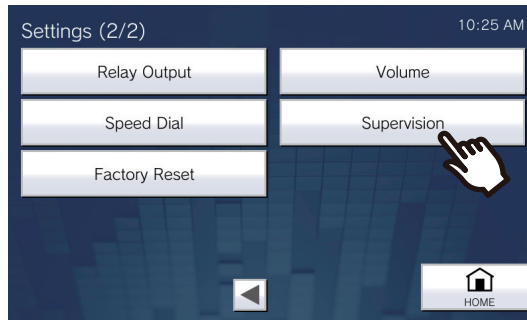 Settings (2/2)
10:25 AM
Relay Output
Volume
Speed Dial
Supervision
Factory Reset
HOME